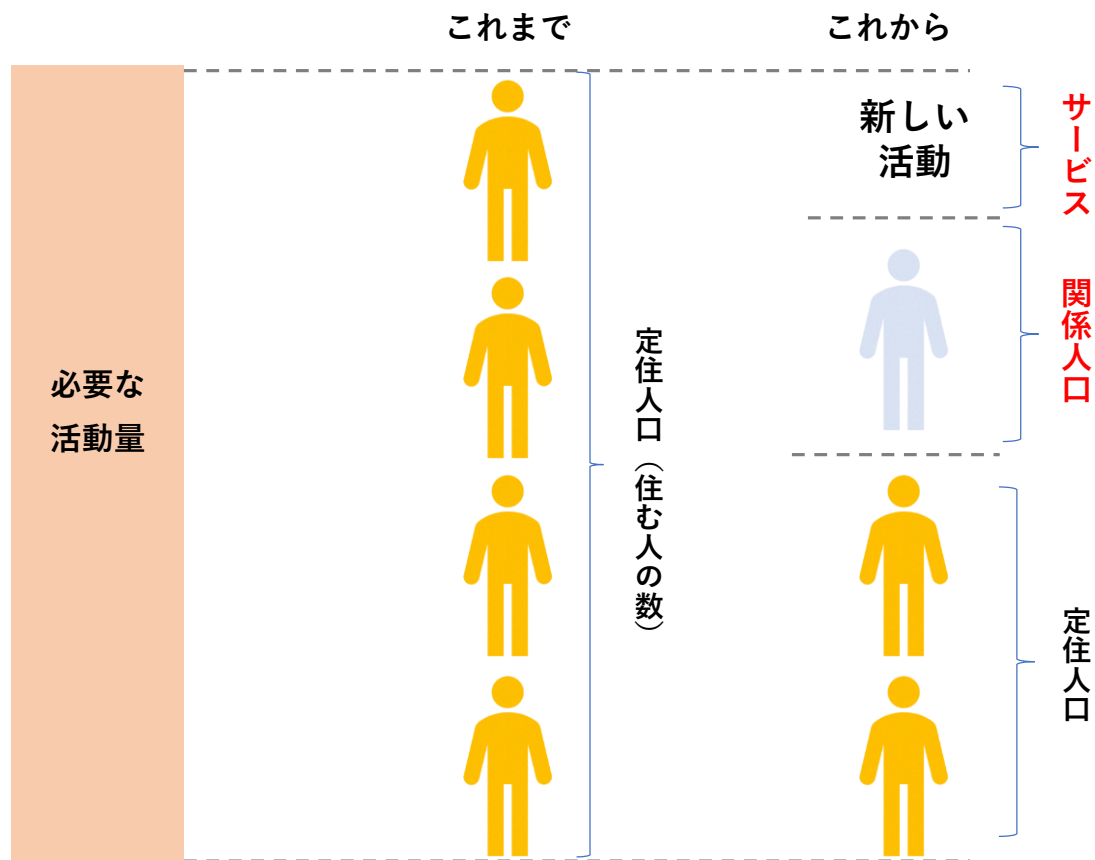 これまで
これから
必要な
活動量
定住人口（住む人の数）
新しい
活動
サービス
関係人口
定住人口